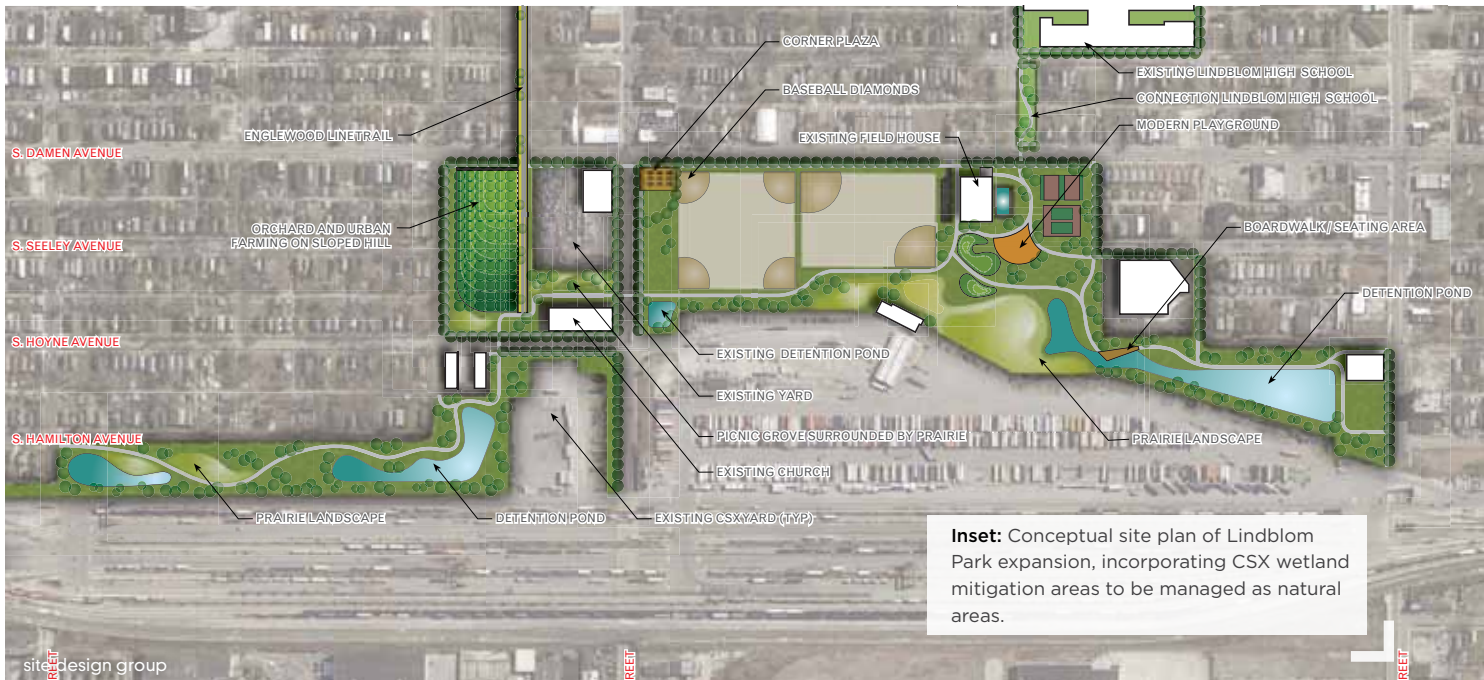 CORNER PLAZA
EXISTING LINDBLOM HIGH SCHOOL
BASEBALL DIAMONDS
CONNECTION LINDBLOM HIGH SCHOOL
MODERN PLAYGROUND
ENGLEWOOD LINETRAIL
EXISTING FIELD HOUSE
S. DAMEN AVENUE
ORCHARD AND URBAN
FARMING ON SLOPED HILL
BOARDWALK / SEATING AREA
S. SEELEY AVENUE
DETENTION POND
S. HOYNE AVENUE
EXISTING DETENTION POND
EXISTING YARD
PICNIC GROVE SURROUNDED BY PRAIRIE
PRAIRIE LANDSCAPE
S. HAMILTON AVENUE
EXISTING CHURCH
PRAIRIE LANDSCAPE
DETENTION POND
EXISTING CSX YARD (TYP)
Inset: Conceptual site plan of Lindblom
Park expansion, incorporating CSX wetland
mitigation areas to be managed as natural
areas.
site design group